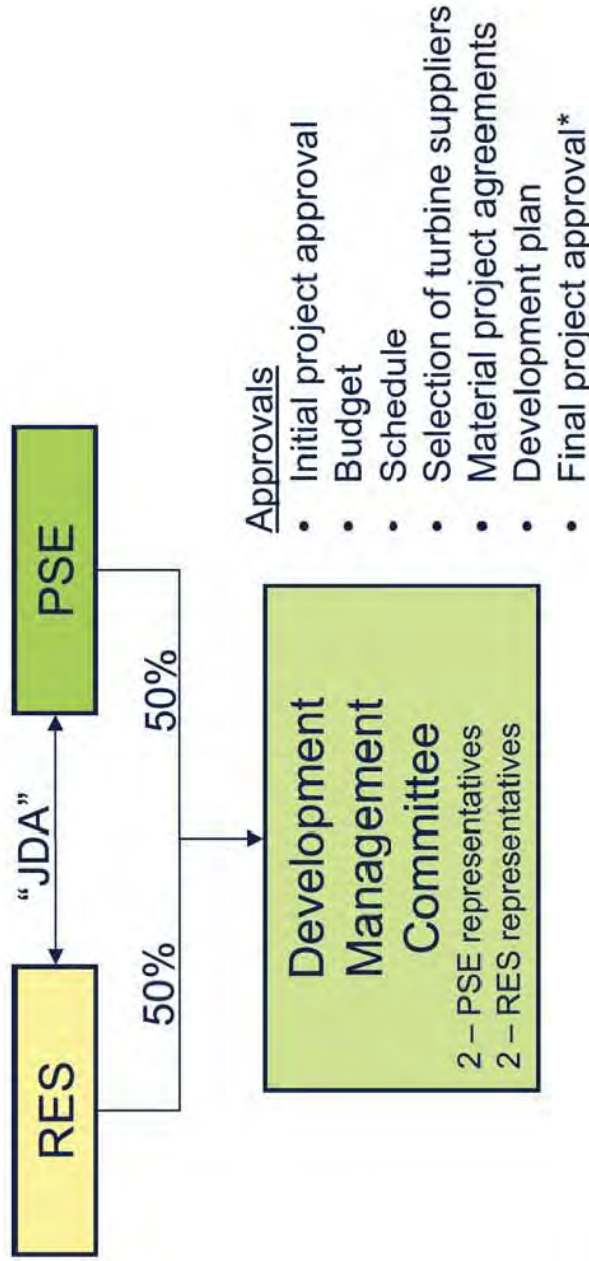 RES
"JDA"
PSE
50%
50%
Development
Management
Committee
2 – PSE representatives
2 – RES representatives
Approvals
• Initial project approval
• Budget
• Schedule
• Selection of turbine suppliers
• Material project agreements
• Development plan
• Final project approval*